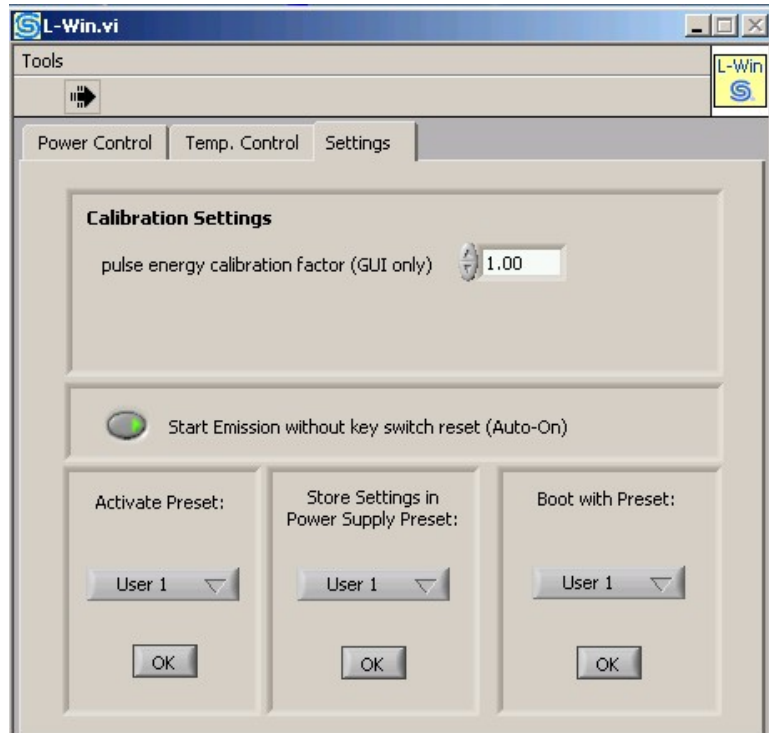 L-Win.vi
Tools
L-Win
Power Control
Temp. Control
Settings
Calibration Settings
pulse energy calibration factor (GUI only)
1.00
Start Emission without key switch reset (Auto-On)
Activate Preset:
User 1
OK
Store Settings in
Power Supply Preset:
User 1
OK
Boot with Preset:
User 1
OK